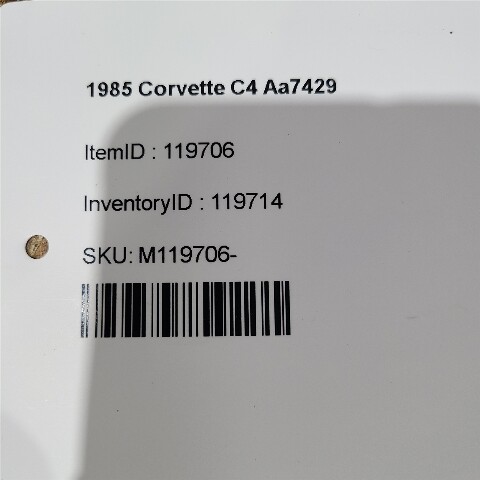 1985 Corvette C4 Aa7429
ItemID : 119706
InventoryID : 119714
SKU: M119706-